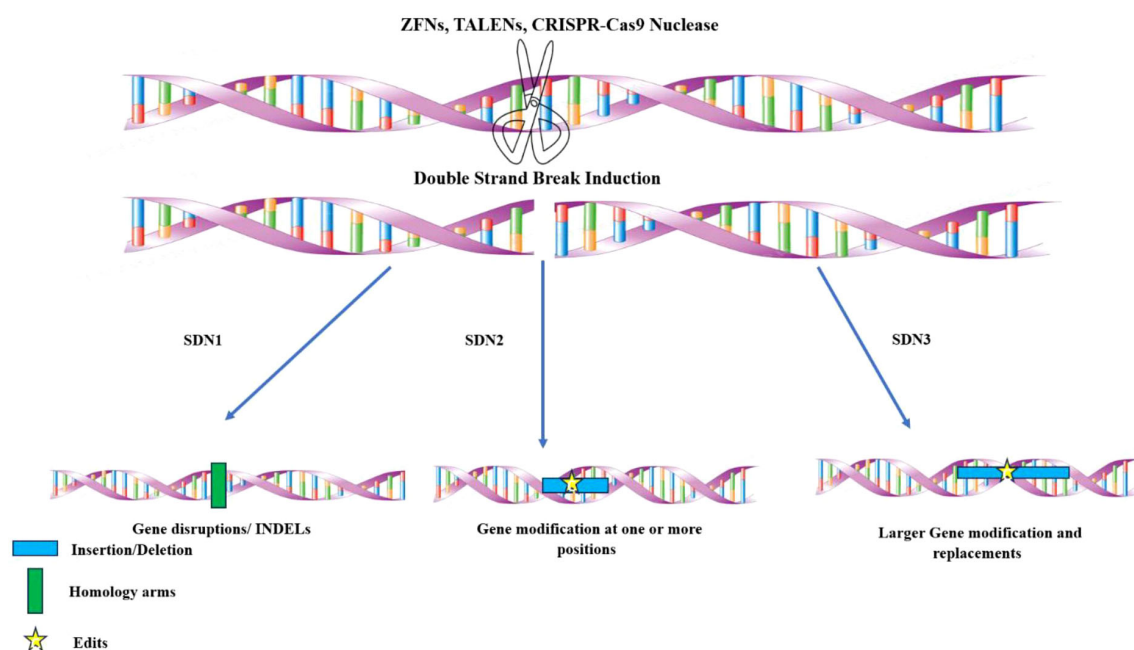 ZFNs, TALENs, CRISPR-Cas9 Nuclease
Double Strand Break Induction
SDN1
SDN2
SDN3
Gene disruptions/ INDELs
Gene modification at one or more
positions
Larger Gene modification and
replacements
Insertion/Deletion
Homology arms
Edits